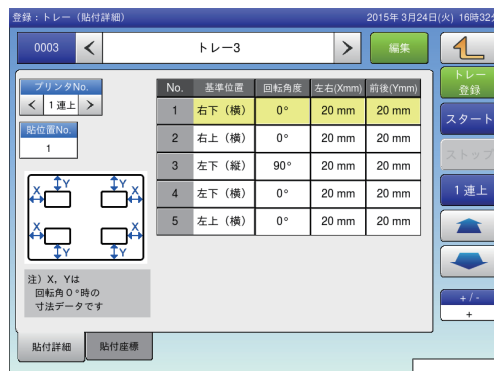 登録：トレー（貼付詳細）
2015年 3月24日(火) 16時32分
0003
トレー3
編集
プリンタNo.
1連上
貼位置No.
1
No. 基準位置 回転角度 左右(Xmm) 前後(Ymm)
1 右下（横） 0° 20 mm 20 mm
2 右上（横） 0° 20 mm 20 mm
3 左下（縦） 90° 20 mm 20 mm
4 左下（横） 0° 20 mm 20 mm
5 左上（横） 0° 20 mm 20 mm
X Y Y X
X Y Y X
注）X，Yは
回転角０°時の
寸法データです
貼付詳細
貼付座標
トレー
登録
スタート
ストップ
1連上
+ / -
+